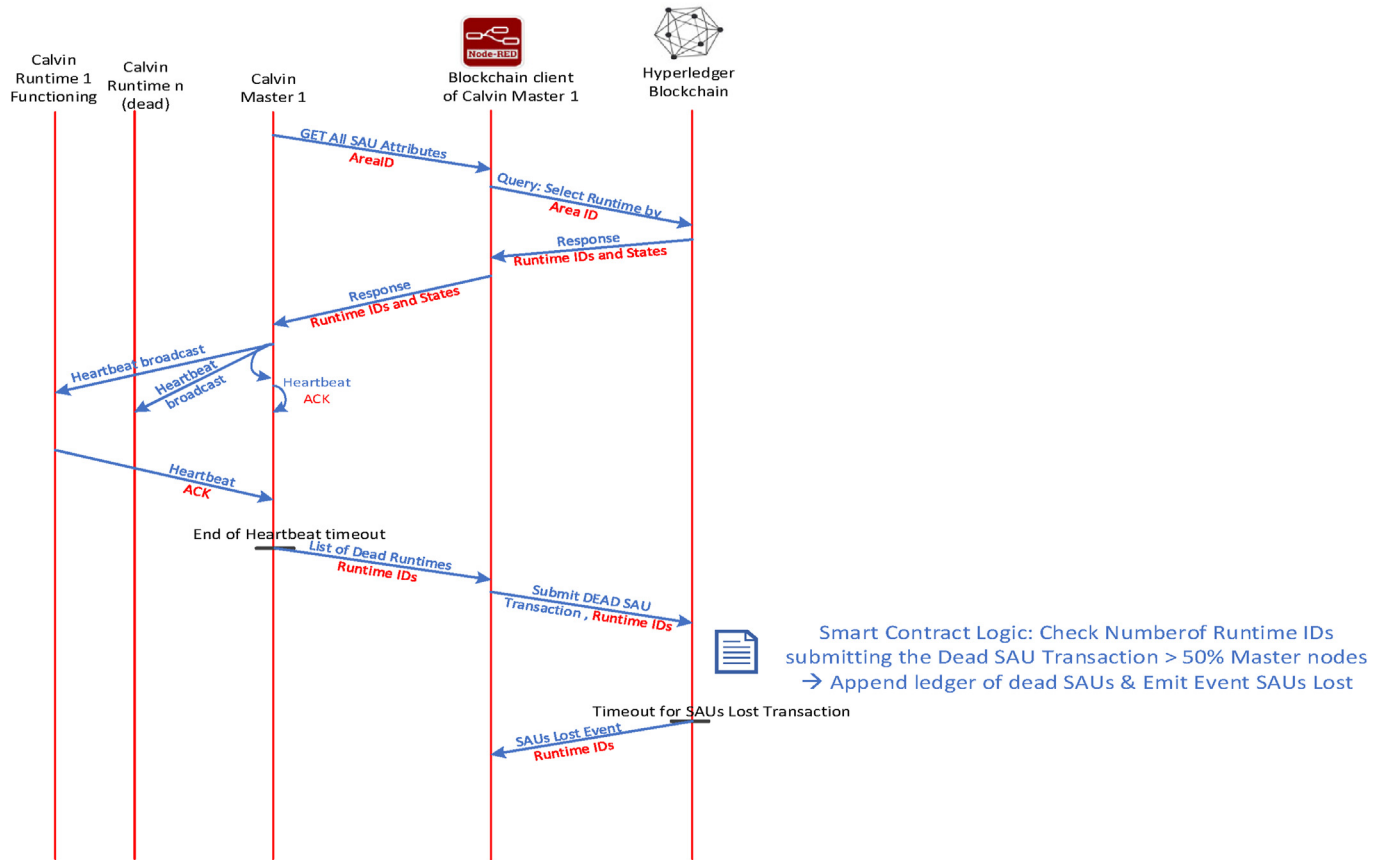 Calvin
Runtime 1
Functioning
Calvin
Runtime n
(dead)
Calvin
Master 1
Node-RED
Blockchain client
of Calvin Master 1
Hyperledger
Blockchain
GET All SAU Attributes
AreaID
Query: Select Runtime by
Area ID
Response
Runtime IDs and States
Response
Runtime IDs and States
Heartbeat broadcast
Heartbeat
broadcast
Heartbeat
ACK
Heartbeat
ACK
End of Heartbeat timeout
List of Dead Runtimes
Runtime IDs
Submit DEAD SAU
Transaction , Runtime IDs
Smart Contract Logic: Check Numberof Runtime IDs
submitting the Dead SAU Transaction > 50% Master nodes
→ Append ledger of dead SAUs & Emit Event SAUs Lost
Timeout for SAUs Lost Transaction
SAUs Lost Event
Runtime IDs